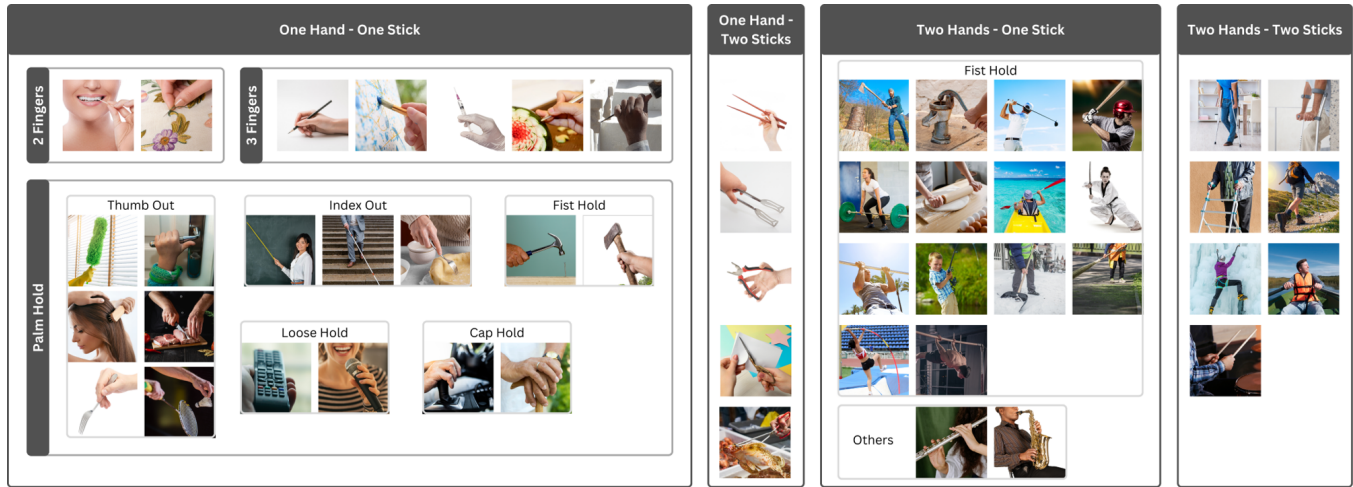 One Hand - One Stick
2 Fingers
3 Fingers
Palm Hold
Thumb Out
Index Out
Fist Hold
Loose Hold
Cap Hold
One Hand -
Two Sticks
Two Hands - One Stick
Fist Hold
Others
Two Hands - Two Sticks